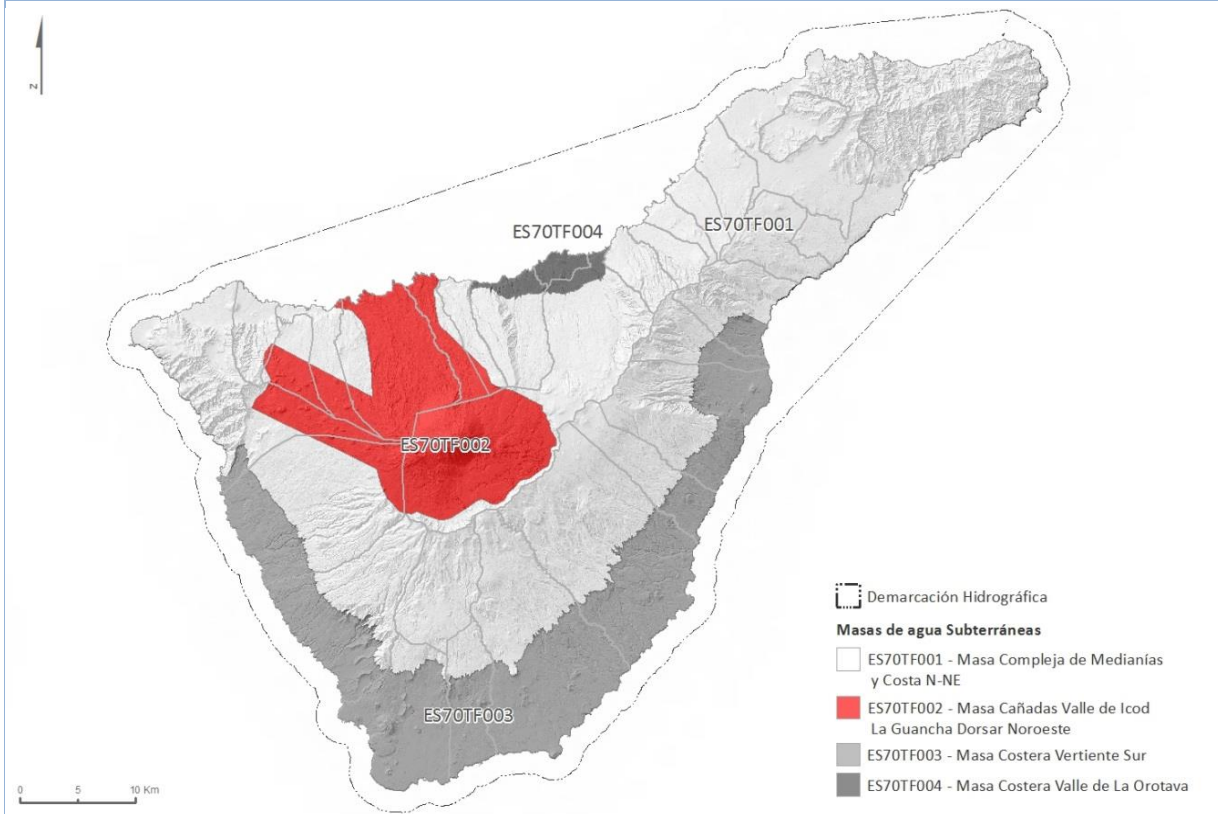 N
ES70TF001
ES70TF004
ES70TF002
ES70TF003
Demarcación Hidrográfica
Masas de agua Subterráneas
ES70TF001 - Masa Compleja de Medianías
y Costa N-NE
ES70TF002 - Masa Cañadas Valle de Icod
La Guancha Dorsar Noroeste
ES70TF003 - Masa Costera Vertiente Sur
ES70TF004 - Masa Costera Valle de La Orotava
0 5 10 Km